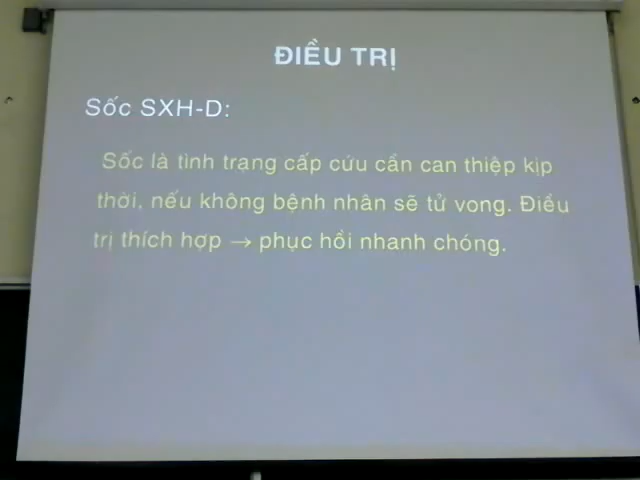 ĐIỀU TRỊ
Sốc SXH-D:
Sốc là tình trạng cấp cứu cần can thiệp kịp
thời, nếu không bệnh nhân sẽ tử vong. Điều
trị thích hợp → phục hồi nhanh chóng.